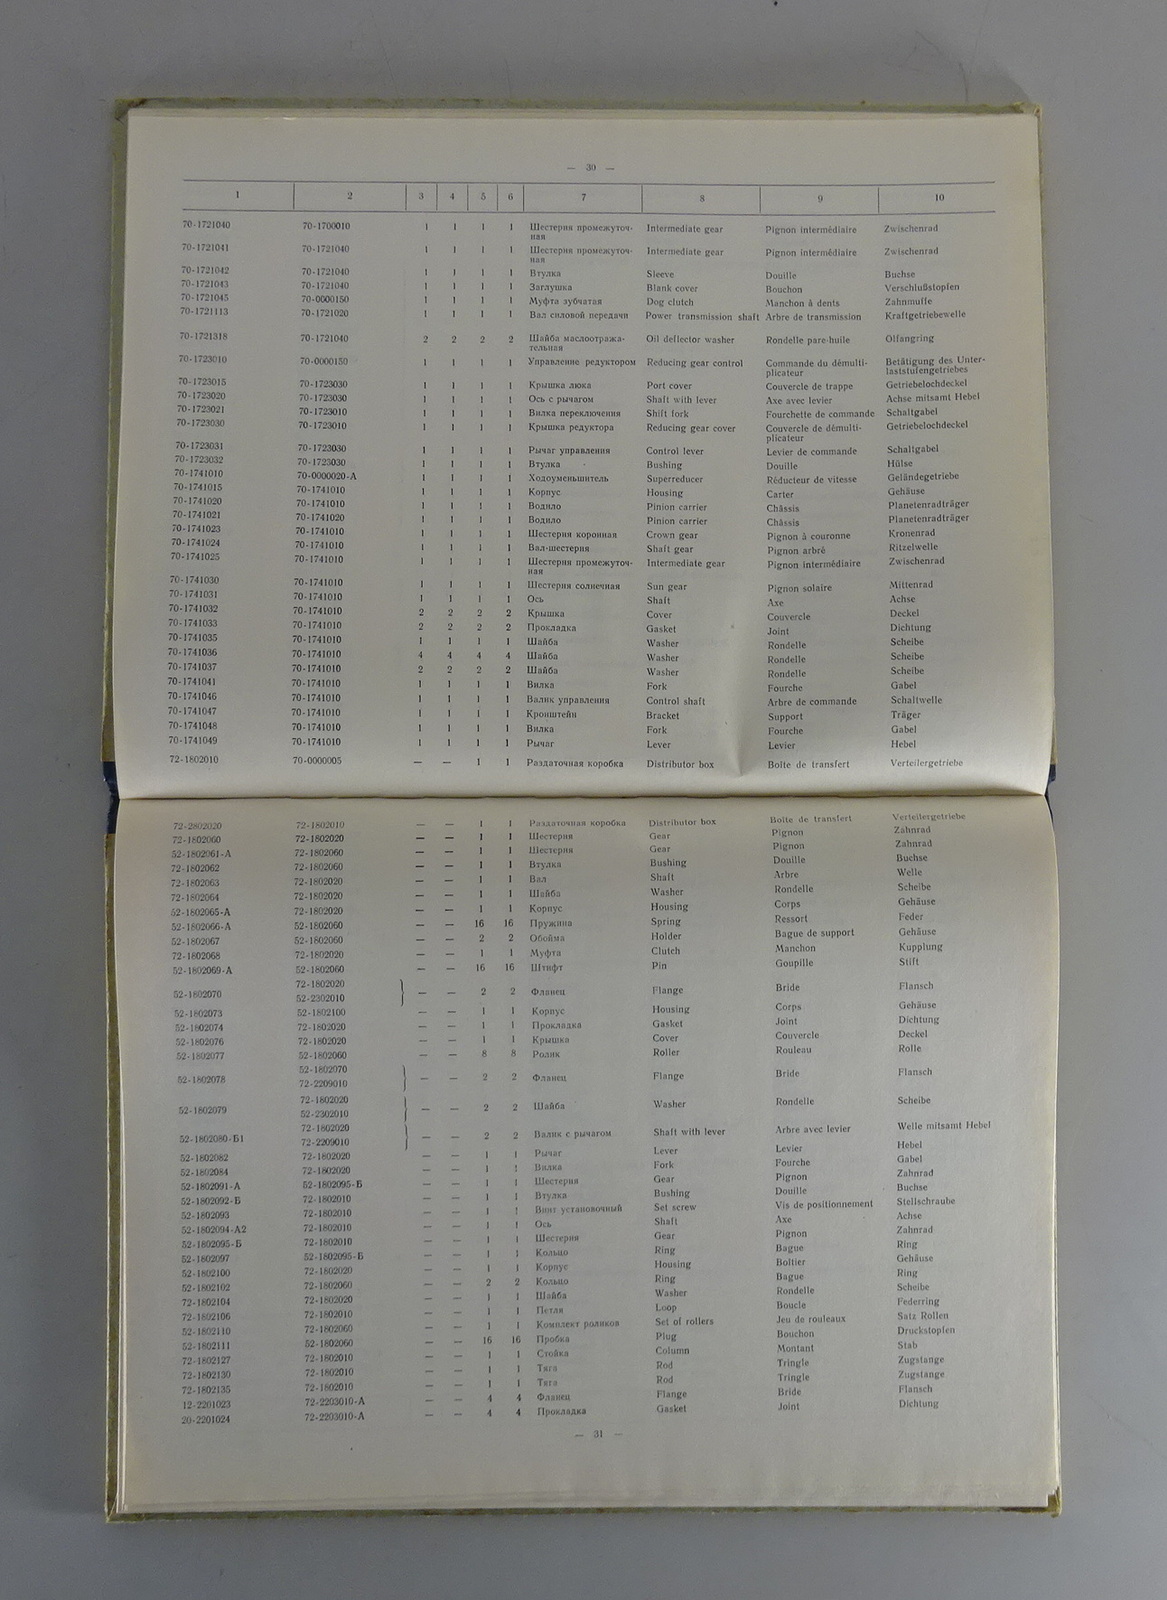 — 30 —
1 2 3 4 5 6 7 8 9 10
70-1721040 70-1700010 1 1 1 1 Шестерня промежуточ- Intermediate gear Pignon intermédiaire Zwischenrad
ная
70-1721041 70-1721040 1 1 1 1 Шестерня промежуточ- Intermediate gear Pignon intermédiaire Zwischenrad
ная
70-1721042 70-1721040 1 1 1 1 Втулка Sleeve Douille Buchse
70-1721043 70-1721040 1 1 1 1 Заглушка Blank cover Bouchon Verschlußstopfen
70-1721045 70-0000150 1 1 1 1 Муфта зубчатая Dog clutch Manchon à dents Zahnmuffe
70-1721113 70-1721020 1 1 1 1 Вал силовой передачи Power transmission shaft Arbre de transmission Kraftgetriebewelle
70-1721318 70-1721040 2 2 2 2 Шайба маслоотража- Oil deflector washer Rondelle pare-huile Olfangring
тельная
70-1723010 70-0000150 1 1 1 1 Управление редуктором Reducing gear control Commande du démulti- Betätigung des Unter-
plicateur laststufengetriebes
70-1723015 70-1723030 1 1 1 1 Крышка люка Port cover Couvercle de trappe Getriebelochdeckel
70-1723020 70-1723030 1 1 1 1 Ось с рычагом Shaft with lever Axe avec levier Achse mitsamt Hebel
70-1723021 70-1723010 1 1 1 1 Вилка переключения Shift fork Fourchette de commande Schaltgabel
70-1723030 70-1723010 1 1 1 1 Крышка редуктора Reducing gear cover Couvercle de démulti- Getriebelochdeckel
plicateur
70-1723031 70-1723030 1 1 1 1 Рычаг управления Control lever Levier de commande Schaltgabel
70-1723032 70-1723030 1 1 1 1 Втулка Bushing Douille Hülse
70-1741010 70-0000020-А 1 1 1 1 Ходоуменьшитель Superreducer Réducteur de vitesse Geländegetriebe
70-1741015 70-1741010 1 1 1 1 Корпус Housing Carter Gehäuse
70-1741020 70-1741010 1 1 1 1 Водило Pinion carrier Châssis Planetenradträger
70-1741021 70-1741020 1 1 1 1 Водило Pinion carrier Châssis Planetenradträger
70-1741023 70-1741010 1 1 1 1 Шестерня коронная Crown gear Pignon à couronne Kronenrad
70-1741024 70-1741010 1 1 1 1 Вал-шестерня Shaft gear Pignon arbré Ritzelwelle
70-1741025 70-1741010 1 1 1 1 Шестерня промежуточ- Intermediate gear Pignon intermédiaire Zwischenrad
ная
70-1741030 70-1741010 1 1 1 1 Шестерня солнечная Sun gear Pignon solaire Mittenrad
70-1741031 70-1741010 1 1 1 1 Ось Shaft Axe Achse
70-1741032 70-1741010 2 2 2 2 Крышка Cover Couvercle Deckel
70-1741033 70-1741010 2 2 2 2 Прокладка Gasket Joint Dichtung
70-1741035 70-1741010 1 1 1 1 Шайба Washer Rondelle Scheibe
70-1741036 70-1741010 4 4 4 4 Шайба Washer Rondelle Scheibe
70-1741037 70-1741010 2 2 2 2 Шайба Washer Rondelle Scheibe
70-1741041 70-1741010 1 1 1 1 Вилка Fork Fourche Gabel
70-1741046 70-1741010 1 1 1 1 Валик управления Control shaft Arbre de commande Schaltwelle
70-1741047 70-1741010 1 1 1 1 Кронштейн Bracket Support Träger
70-1741048 70-1741010 1 1 1 1 Вилка Fork Fourche Gabel
70-1741049 70-1741010 1 1 1 1 Рычаг Lever Levier Hebel
72-1802010 70-0000005 — — 1 1 Раздаточная коробка Distributor box Boîte de transfert Verteilergetriebe
72-2802020 72-1802010 — — 1 1 Раздаточная коробка Distributor box Boîte de transfert Verteilergetriebe
72-1802060 72-1802020 — — 1 1 Шестерня Gear Pignon Zahnrad
52-1802061-А 72-1802060 — — 1 1 Шестерня Gear Pignon Zahnrad
72-1802062 72-1802060 — — 1 1 Втулка Bushing Douille Buchse
72-1802063 72-1802020 — — 1 1 Вал Shaft Arbre Welle
72-1802064 72-1802020 — — 1 1 Шайба Washer Rondelle Scheibe
52-1802065-А 72-1802020 — — 1 1 Корпус Housing Corps Gehäuse
52-1802066-А 52-1802060 — — 16 16 Пружина Spring Ressort Feder
52-1802067 52-1802060 — — 2 2 Обойма Holder Bague de support Gehäuse
72-1802068 72-1802020 — — 1 1 Муфта Clutch Manchon Kupplung
52-1802069-А 52-1802060 — — 16 16 Штифт Pin Goupille Stift
72-1802020
52-1802070 — — 2 2 Фланец Flange Bride Flansch
52-2302010
52-1802073 52-1802100 — — 1 1 Корпус Housing Corps Gehäuse
52-1802074 72-1802020 — — 1 1 Прокладка Gasket Joint Dichtung
52-1802076 72-1802020 — — 1 1 Крышка Cover Couvercle Deckel
52-1802077 52-1802060 — — 8 8 Ролик Roller Rouleau Rolle
52-1802070
52-1802078 — — 2 2 Фланец Flange Bride Flansch
72-2209010
72-1802020
52-1802079 — — 2 2 Шайба Washer Rondelle Scheibe
52-2302010
72-1802020
52-1802080-Б1 — — 2 2 Валик с рычагом Shaft with lever Arbre avec levier Welle mitsamt Hebel
72-2209010
52-1802082 72-1802020 — — 1 1 Рычаг Lever Levier Hebel
52-1802084 72-1802020 — — 1 1 Вилка Fork Fourche Gabel
52-1802091-А 52-1802095-Б — — 1 1 Шестерня Gear Pignon Zahnrad
52-1802092-Б 72-1802010 — — 1 1 Втулка Bushing Douille Buchse
52-1802093 72-1802010 — — 1 1 Винт установочный Set screw Vis de positionnement Stellschraube
52-1802094-А2 72-1802010 — — 1 1 Ось Shaft Axe Achse
52-1802095-Б 72-1802010 — — 1 1 Шестерня Gear Pignon Zahnrad
52-1802097 52-1802095-Б — — 1 1 Кольцо Ring Bague Ring
52-1802100 72-1802020 — — 1 1 Корпус Housing Boîtier Gehäuse
52-1802102 72-1802060 — — 2 2 Кольцо Ring Bague Ring
72-1802104 72-1802020 — — 1 1 Шайба Washer Rondelle Scheibe
72-1802106 72-1802010 — — 1 1 Петля Loop Boucle Federring
52-1802110 72-1802060 — — 1 1 Комплект роликов Set of rollers Jeu de rouleaux Satz Rollen
52-1802111 52-1802060 — — 16 16 Пробка Plug Bouchon Druckstopfen
72-1802127 72-1802010 — — 1 1 Стойка Column Montant Stab
72-1802130 72-1802010 — — 1 1 Тяга Rod Tringle Zugstange
72-1802135 72-1802010 — — 1 1 Тяга Rod Tringle Zugstange
12-2201023 72-2203010-А — — 4 4 Фланец Flange Bride Flansch
20-2201024 72-2203010-А — — 4 4 Прокладка Gasket Joint Dichtung
— 31 —